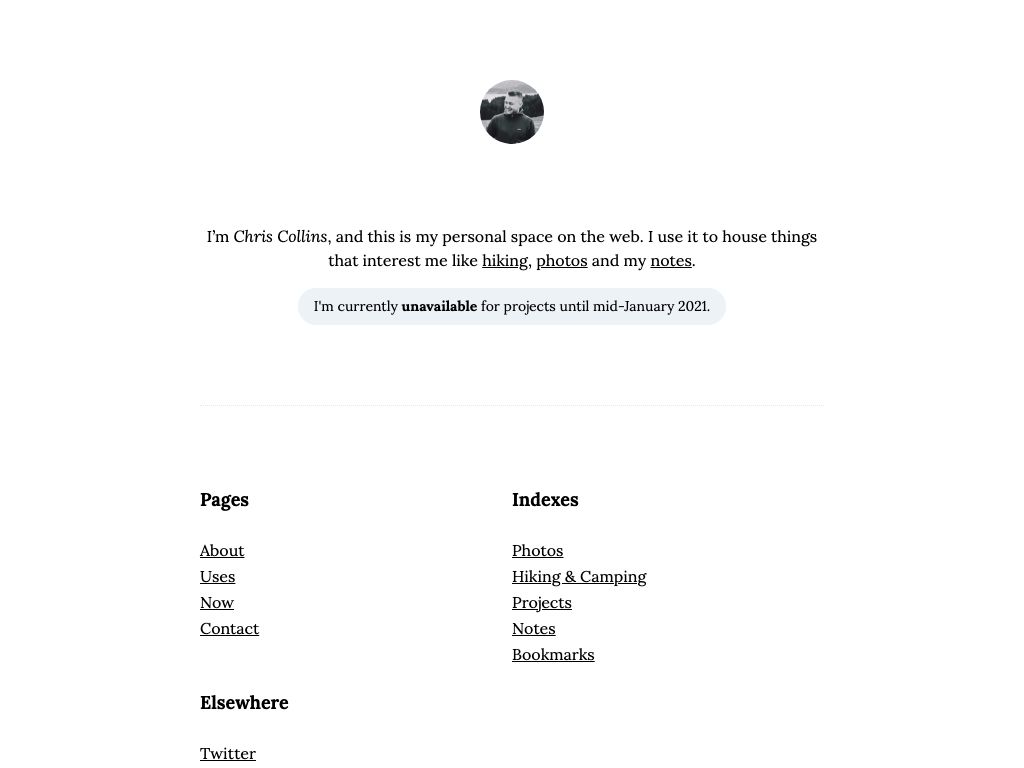 I’m Chris Collins, and this is my personal space on the web. I use it to house things
that interest me like hiking, photos and my notes.
I'm currently unavailable for projects until mid-January 2021.
Pages
About
Uses
Now
Contact
Indexes
Photos
Hiking & Camping
Projects
Notes
Bookmarks
Elsewhere
Twitter